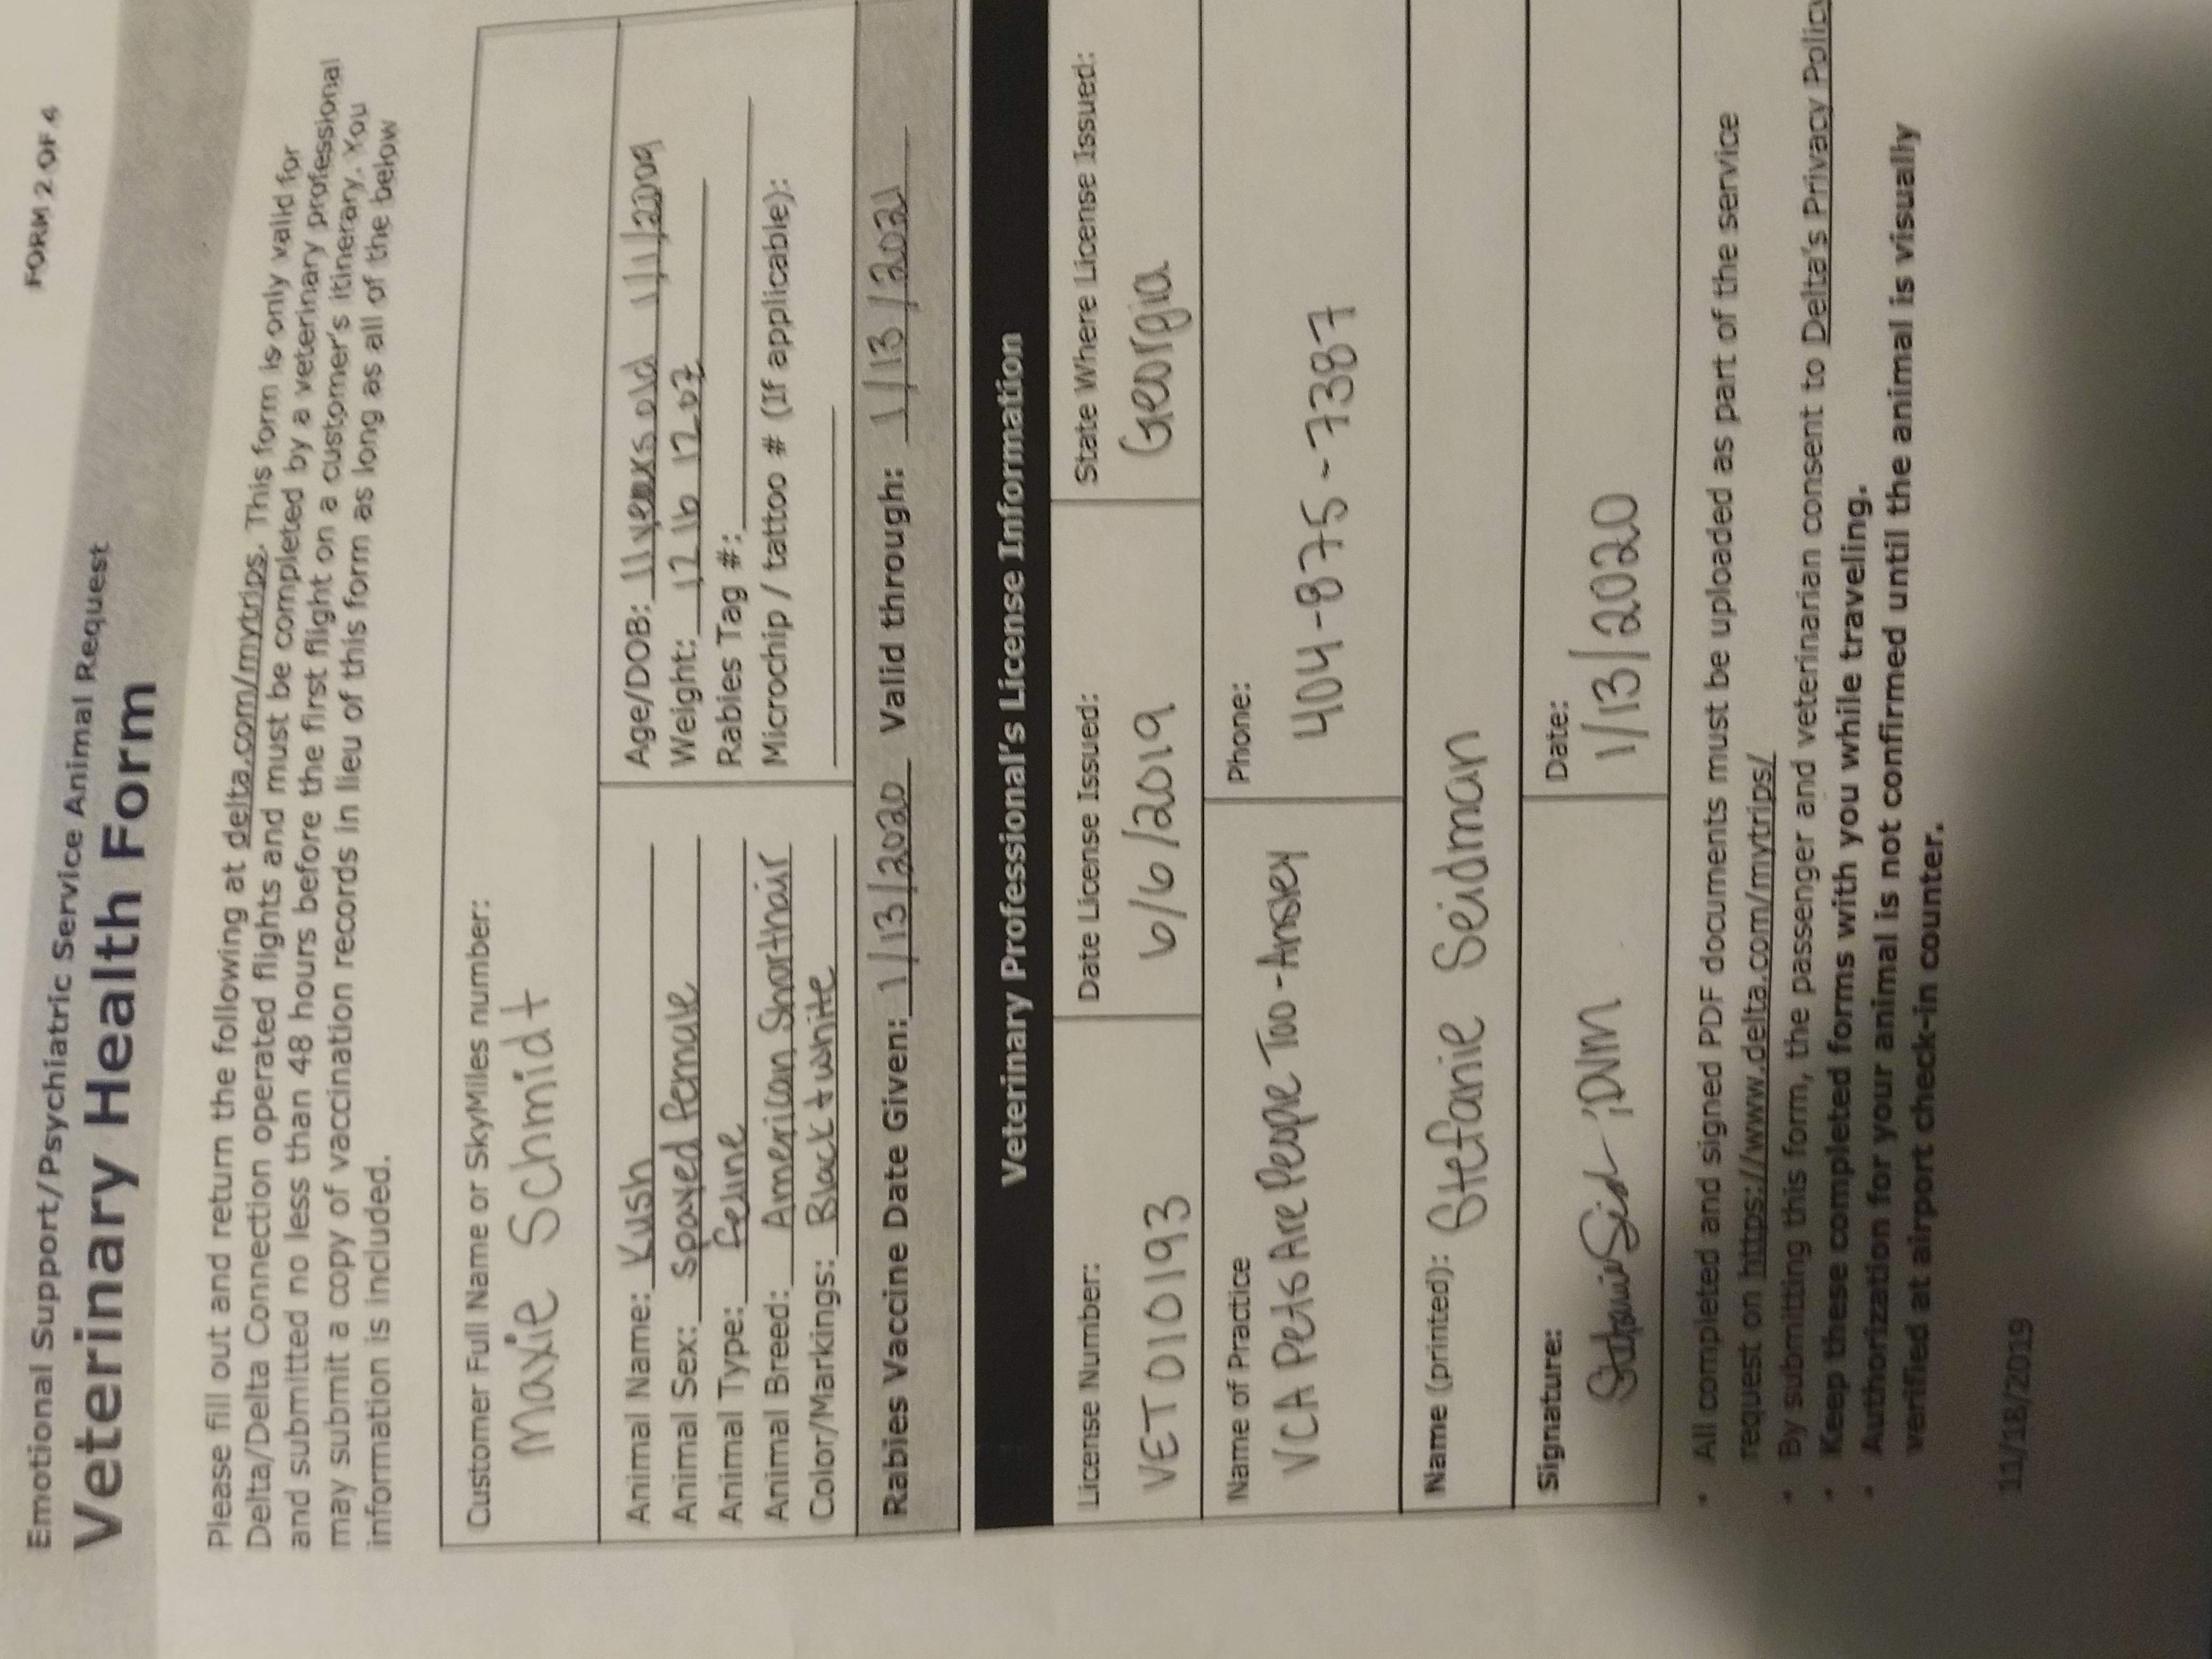 FORM 2 OF 4
Emotional Support/Psychiatric Service Animal Request
Veterinary Health Form
Please fill out and return the following at delta.com/mytrips. This form is only valid for
Delta/Delta Connection operated flights and must be completed by a veterinary professional
and submitted no less than 48 hours before the first flight on a customer's itinerary. You
may submit a copy of vaccination records in lieu of this form as long as all of the below
information is included.
Customer Full Name or SkyMiles number:
Maxie Schmidt
Animal Name: Kush
Animal Sex: spayed female
Animal Type: feline
Animal Breed: American Shorthair
Color/Markings: Black + white
Age/DOB: 11 years old 1/1/2009
Weight: 12 lb 12 oz
Rabies Tag #:
Microchip / tattoo # (If applicable):
Rabies Vaccine Date Given: 1/13/2020 Valid through: 1/13/2021
Veterinary Professional's License Information
License Number:
VET010193
Date License Issued:
6/6/2019
State Where License Issued:
Georgia
Name of Practice
VCA Pets Are People Too - Ansley
Phone:
404-875-7387
Name (printed): Stefanie Seidman
Signature:
Stefanie Seid ;DVM
Date:
1/13/2020
• All completed and signed PDF documents must be uploaded as part of the service
request on https://www.delta.com/mytrips/
• By submitting this form, the passenger and veterinarian consent to Delta's Privacy Policy
• Keep these completed forms with you while traveling.
• Authorization for your animal is not confirmed until the animal is visually
verified at airport check-in counter.
11/18/2019